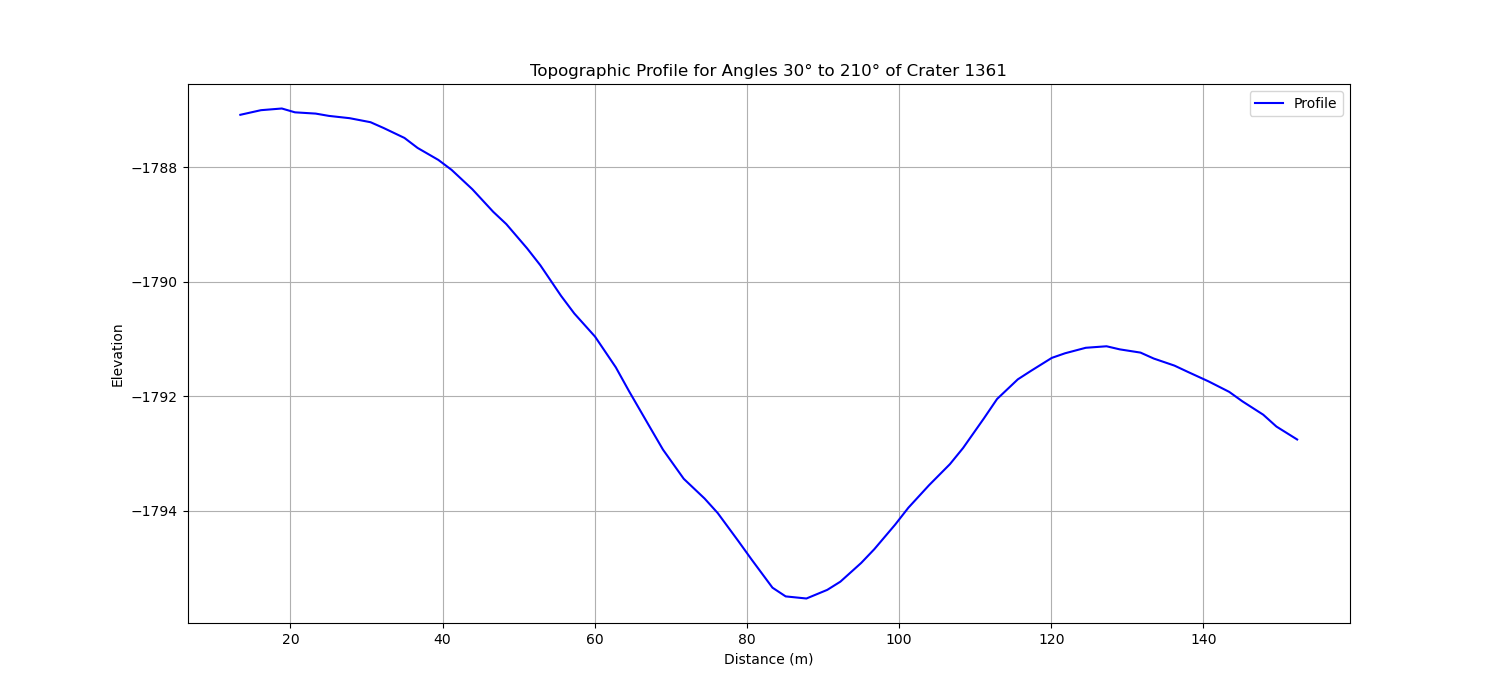 Topographic Profile for Angles 30° to 210° of Crater 1361
Profile
−1788
−1790
−1792
−1794
Elevation
20 40 60 80 100 120 140
Distance (m)